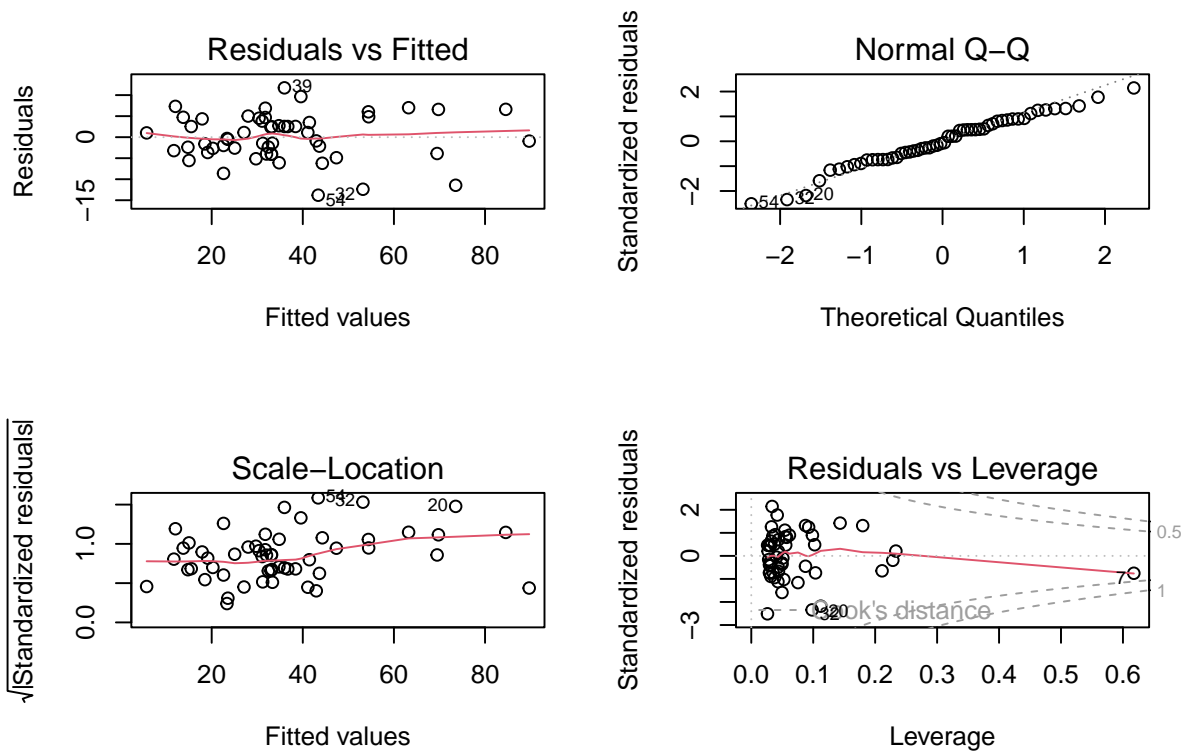 Residuals vs Fitted
Residuals
0
−15
39
54
32
20 40 60 80
Fitted values
Normal Q−Q
Standardized residuals
2
0
−2
54
32
20
−2 −1 0 1 2
Theoretical Quantiles
Scale−Location
√|Standardized residuals|
1.0
0.0
54
32
20
20 40 60 80
Fitted values
Residuals vs Leverage
Standardized residuals
2
0
−3
Cook's distance
32
20
7
0.5
1
0.0 0.1 0.2 0.3 0.4 0.5 0.6
Leverage